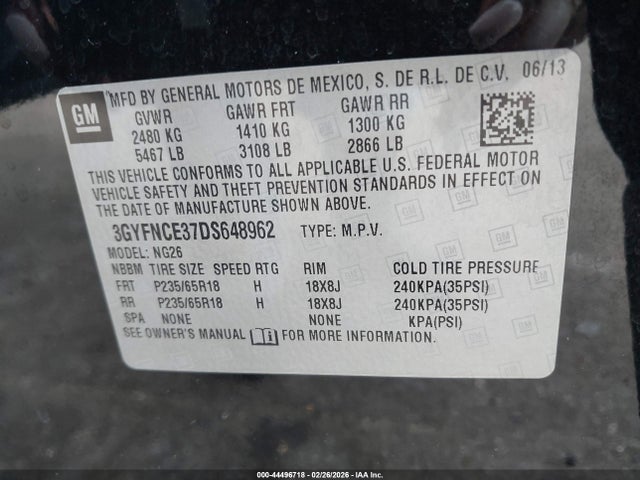 GM
MFD BY GENERAL MOTORS DE MEXICO, S. DE R.L. DE C.V. 06/13
GVWR GAWR FRT GAWR RR
2480 KG 1410 KG 1300 KG
5467 LB 3108 LB 2866 LB
THIS VEHICLE CONFORMS TO ALL APPLICABLE U.S. FEDERAL MOTOR
VEHICLE SAFETY AND THEFT PREVENTION STANDARDS IN EFFECT ON
THE DATE OF MANUFACTURE SHOWN ABOVE.
3GYFNCE37DS648962 TYPE: M.P.V.
MODEL: NG26
NBBM TIRE SIZE SPEED RTG RIM COLD TIRE PRESSURE
FRT P235/65R18 H 18X8J 240KPA(35PSI)
RR P235/65R18 H 18X8J 240KPA(35PSI)
SPA NONE NONE KPA(PSI)
SEE OWNER'S MANUAL FOR MORE INFORMATION.
000-44496718 - 02/26/2026 - IAA Inc.